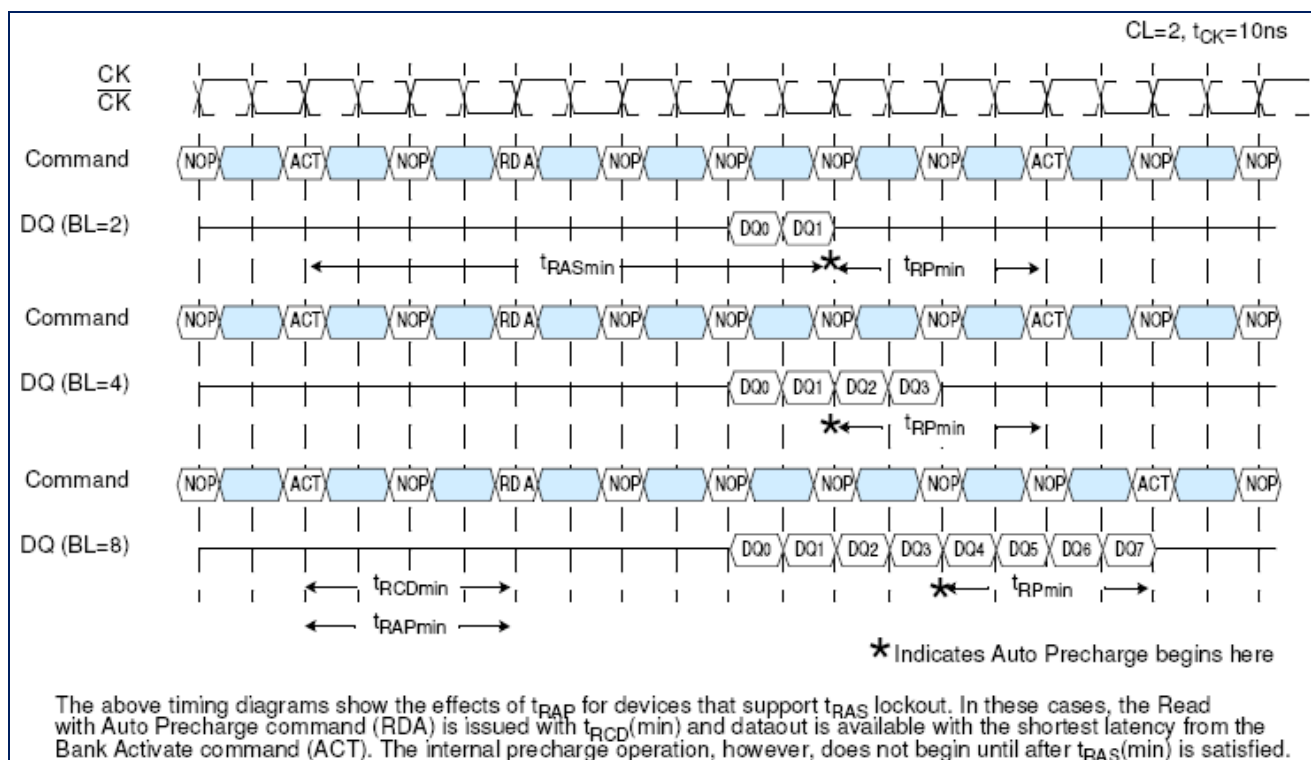 CL=2, tCK=10ns
CK
CK
Command NOP ACT NOP RDA NOP NOP NOP NOP ACT NOP NOP
DQ (BL=2) DQ0 DQ1
tRASmin * tRPmin
Command NOP ACT NOP RDA NOP NOP NOP NOP ACT NOP NOP
DQ (BL=4) DQ0 DQ1 DQ2 DQ3
* tRPmin
Command NOP ACT NOP RDA NOP NOP NOP NOP NOP ACT NOP
DQ (BL=8) DQ0 DQ1 DQ2 DQ3 DQ4 DQ5 DQ6 DQ7
tRCDmin * tRPmin
tRAPmin
* Indicates Auto Precharge begins here
The above timing diagrams show the effects of tRAP for devices that support tRAS lockout. In these cases, the Read
with Auto Precharge command (RDA) is issued with tRCD(min) and dataout is available with the shortest latency from the
Bank Activate command (ACT). The internal precharge operation, however, does not begin until after tRAS(min) is satisfied.